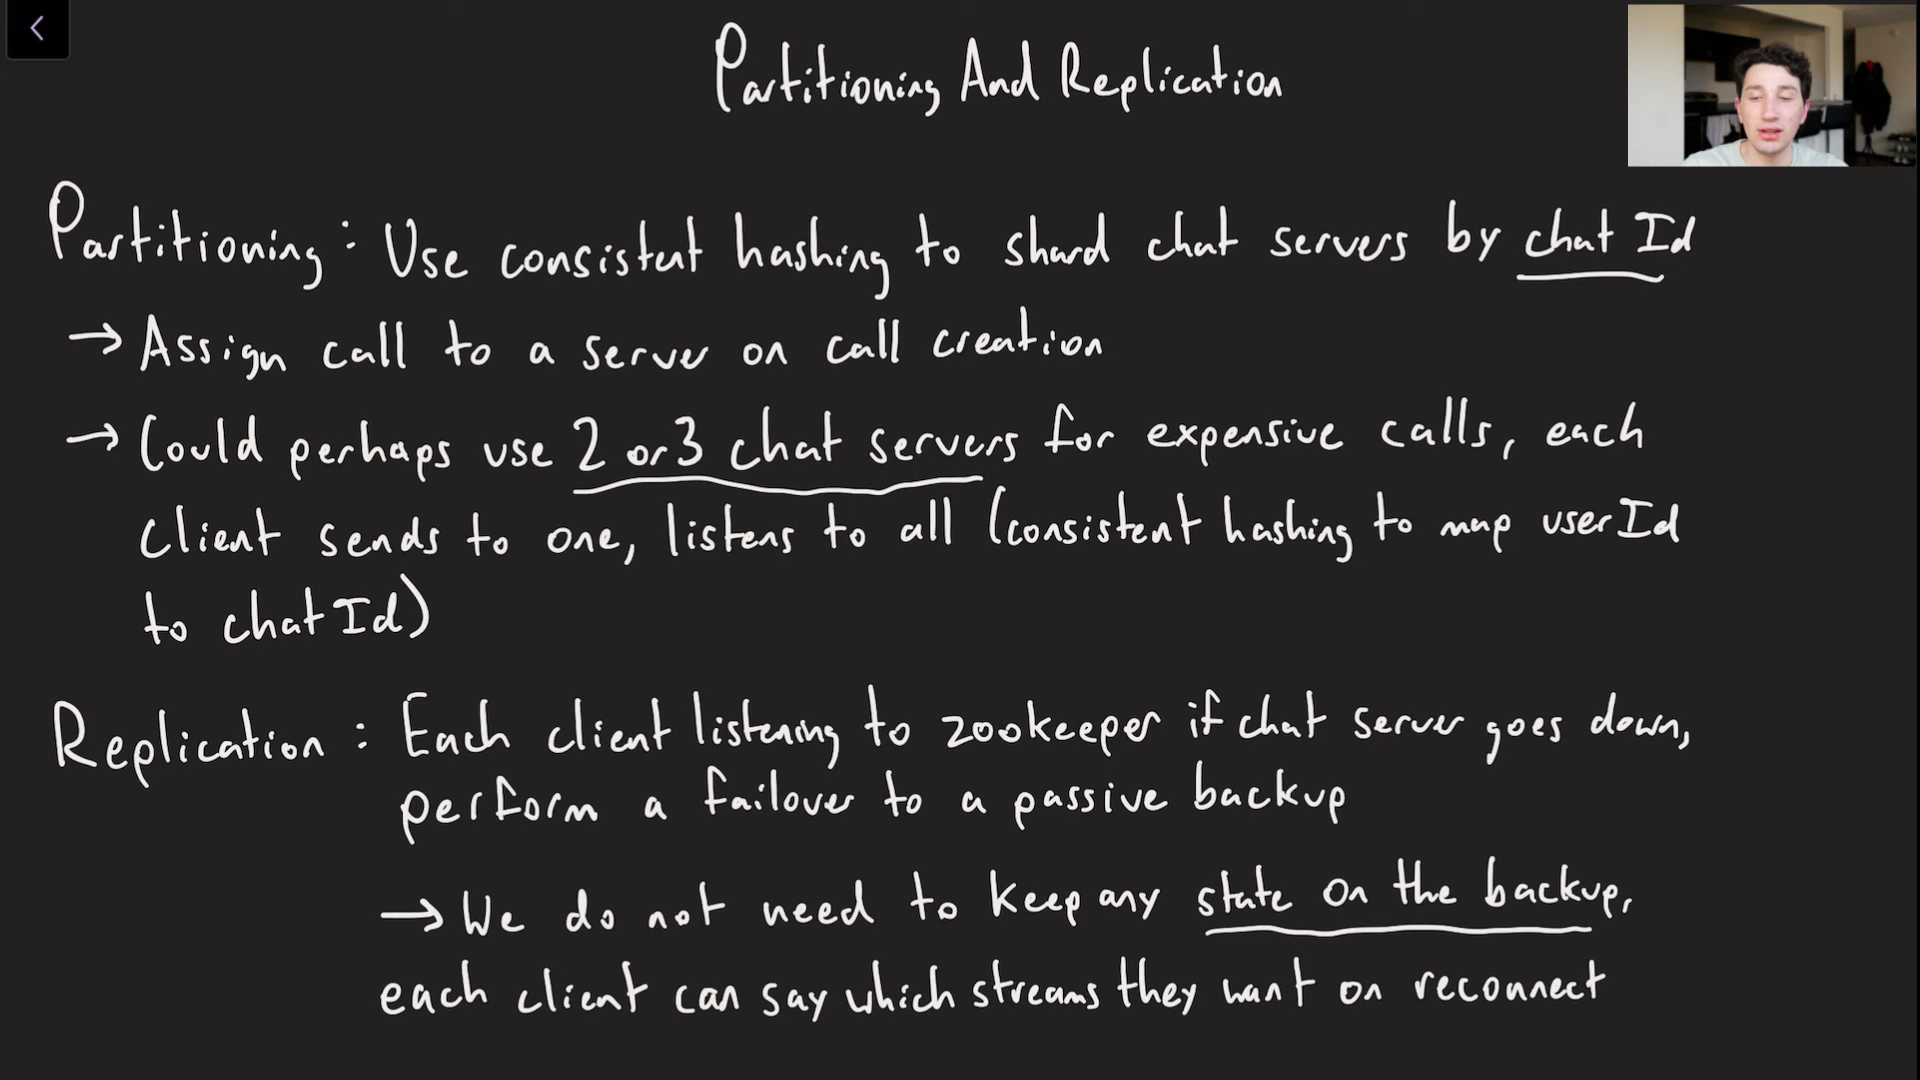 Partitioning And Replication
Partitioning: Use consistent hashing to shard chat servers by chat Id
→ Assign call to a server on call creation
→ Could perhaps use 2 or 3 chat servers for expensive calls, each
client sends to one, listens to all (consistent hashing to map userId
to chat Id)
Replication: Each client listening to zookeeper if chat server goes down,
perform a failover to a passive backup
→ We do not need to keep any state on the backup,
each client can say which streams they want on reconnect